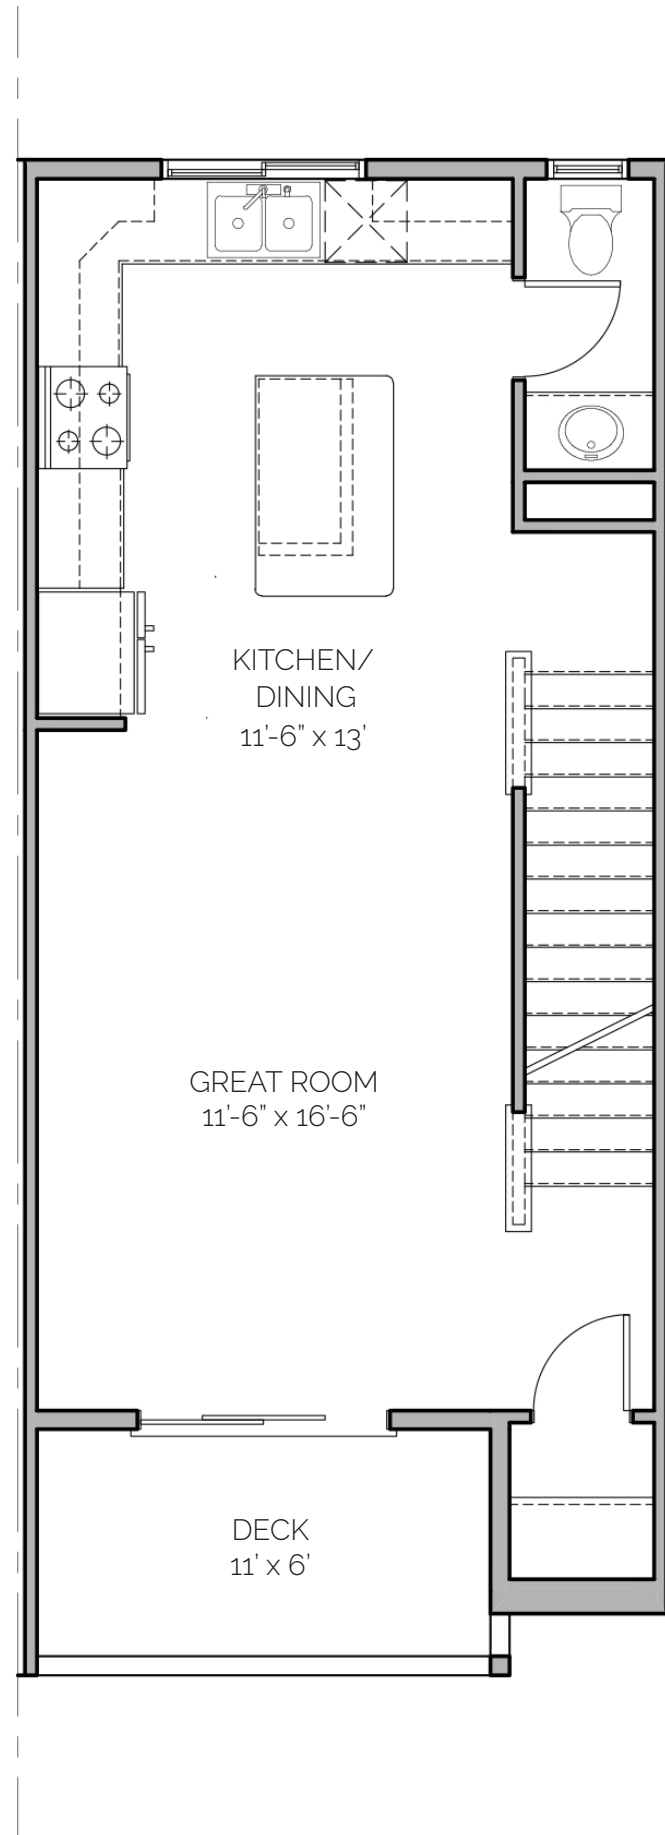 KITCHEN/
DINING
11'-6" x 13'
GREAT ROOM
11'-6" x 16'-6"
DECK
11' x 6'